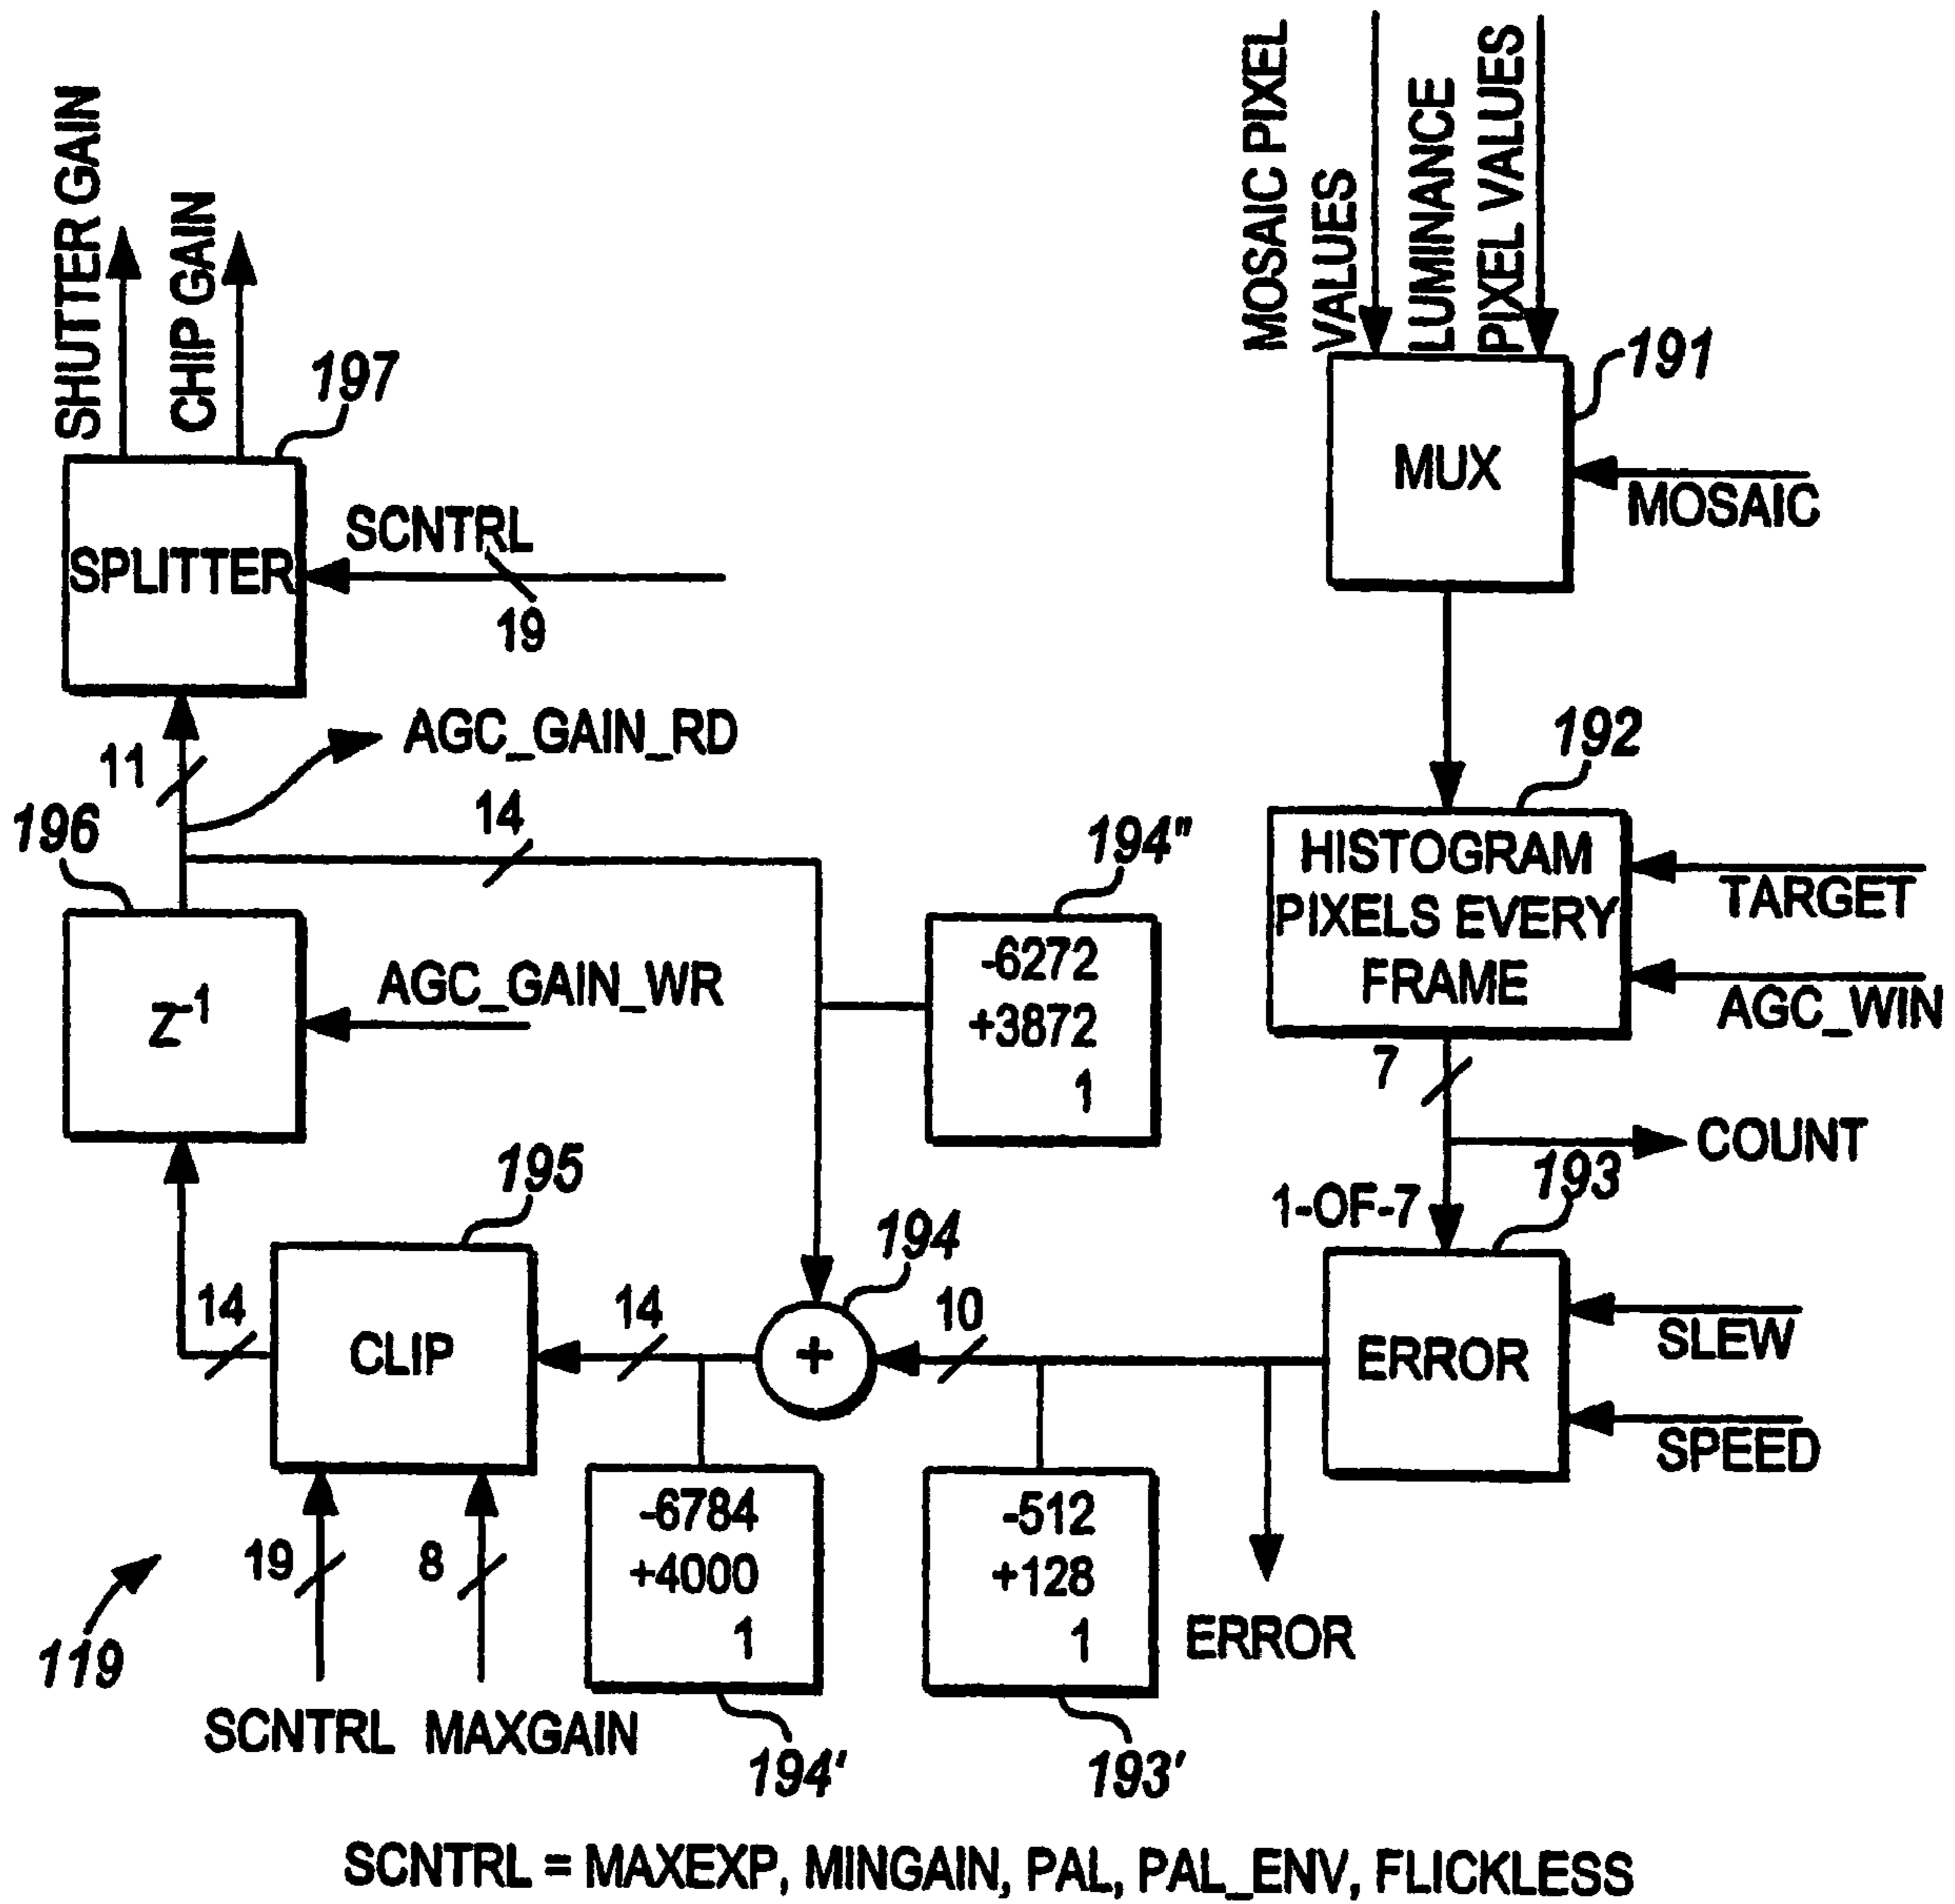 SHUTTER GAIN
CHIP GAIN
MOSAIC PIXEL
VALUES
LUMINANCE
PIXEL VALUES
197
191
MUX
MOSAIC
SCNTRL
SPLITTER
19
192
AGC_GAIN_RD
11
14
196
194"
HISTOGRAM
PIXELS EVERY
FRAME
TARGET
AGC_WIN
-6272
+3872
1
Z-1
AGC_GAIN_WR
7
COUNT
195
193
1-OF-7
194
14
CLIP
14
+
10
ERROR
SLEW
SPEED
-6784
+4000
1
-512
+128
1
19
8
ERROR
119
SCNTRL MAXGAIN
194'
193'
SCNTRL = MAXEXP, MINGAIN, PAL, PAL_ENV, FLICKLESS